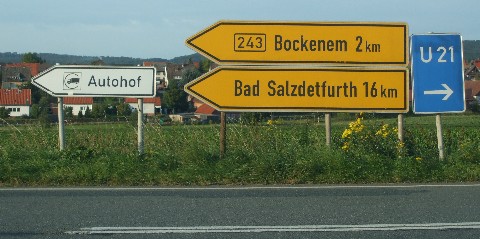 Autohof
243 Bockenem 2 km
Bad Salzdetfurth 16 km
U 21